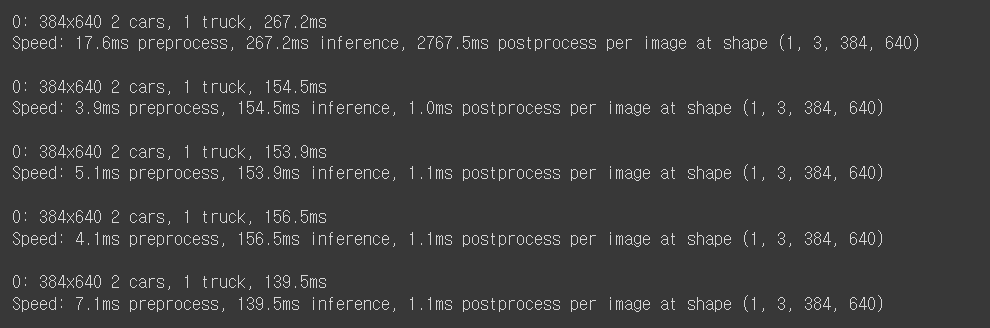 0: 384x640 2 cars, 1 truck, 267.2ms
Speed: 17.6ms preprocess, 267.2ms inference, 2767.5ms postprocess per image at shape (1, 3, 384, 640)
0: 384x640 2 cars, 1 truck, 154.5ms
Speed: 3.9ms preprocess, 154.5ms inference, 1.0ms postprocess per image at shape (1, 3, 384, 640)
0: 384x640 2 cars, 1 truck, 153.9ms
Speed: 5.1ms preprocess, 153.9ms inference, 1.1ms postprocess per image at shape (1, 3, 384, 640)
0: 384x640 2 cars, 1 truck, 156.5ms
Speed: 4.1ms preprocess, 156.5ms inference, 1.1ms postprocess per image at shape (1, 3, 384, 640)
0: 384x640 2 cars, 1 truck, 139.5ms
Speed: 7.1ms preprocess, 139.5ms inference, 1.1ms postprocess per image at shape (1, 3, 384, 640)